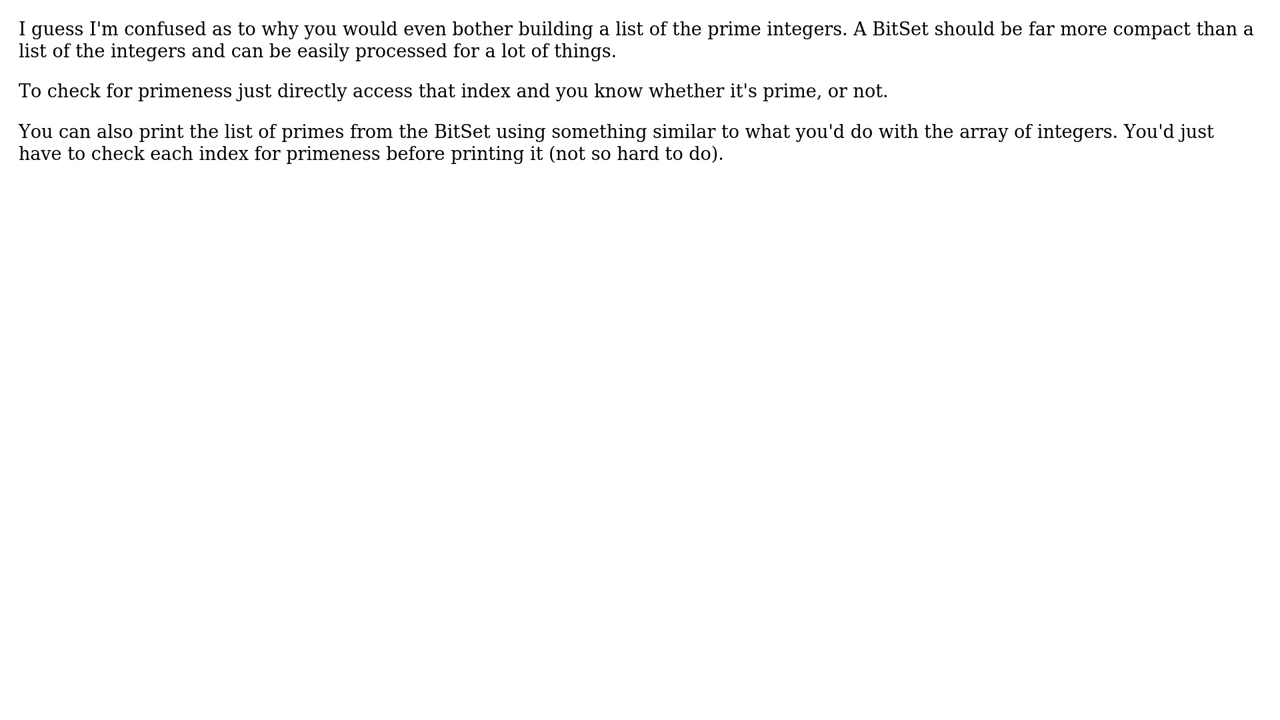 I guess I'm confused as to why you would even bother building a list of the prime integers. A BitSet should be far more compact than a
list of the integers and can be easily processed for a lot of things.
To check for primeness just directly access that index and you know whether it's prime, or not.
You can also print the list of primes from the BitSet using something similar to what you'd do with the array of integers. You'd just
have to check each index for primeness before printing it (not so hard to do).